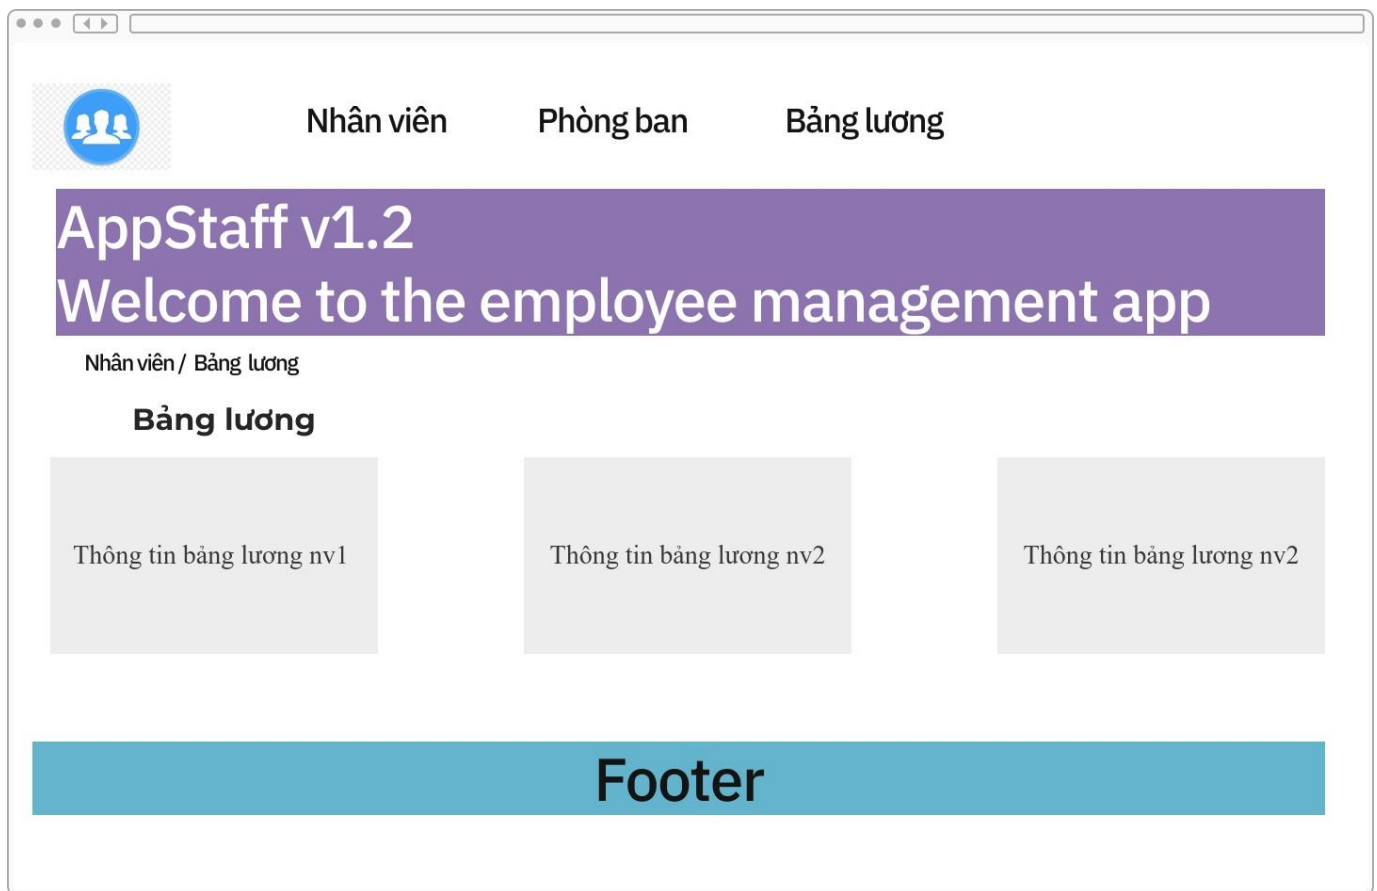 Nhân viên Phòng ban Bảng lương
AppStaff v1.2
Welcome to the employee management app
Nhân viên / Bảng lương
Bảng lương
Thông tin bảng lương nv1 Thông tin bảng lương nv2 Thông tin bảng lương nv2
Footer